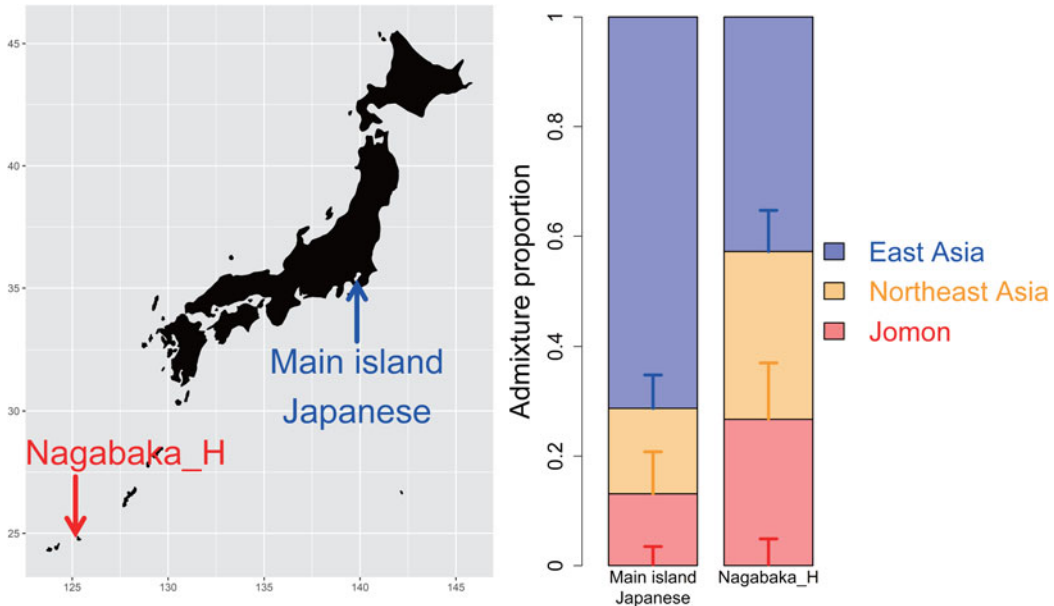 45
40
35
30
25
125
130
135
140
145
Main island
Japanese
Nagabaka_H
Admixture proportion
1
0.8
0.6
0.4
0.2
0
Main island
Japanese
Nagabaka_H
East Asia
Northeast Asia
Jomon